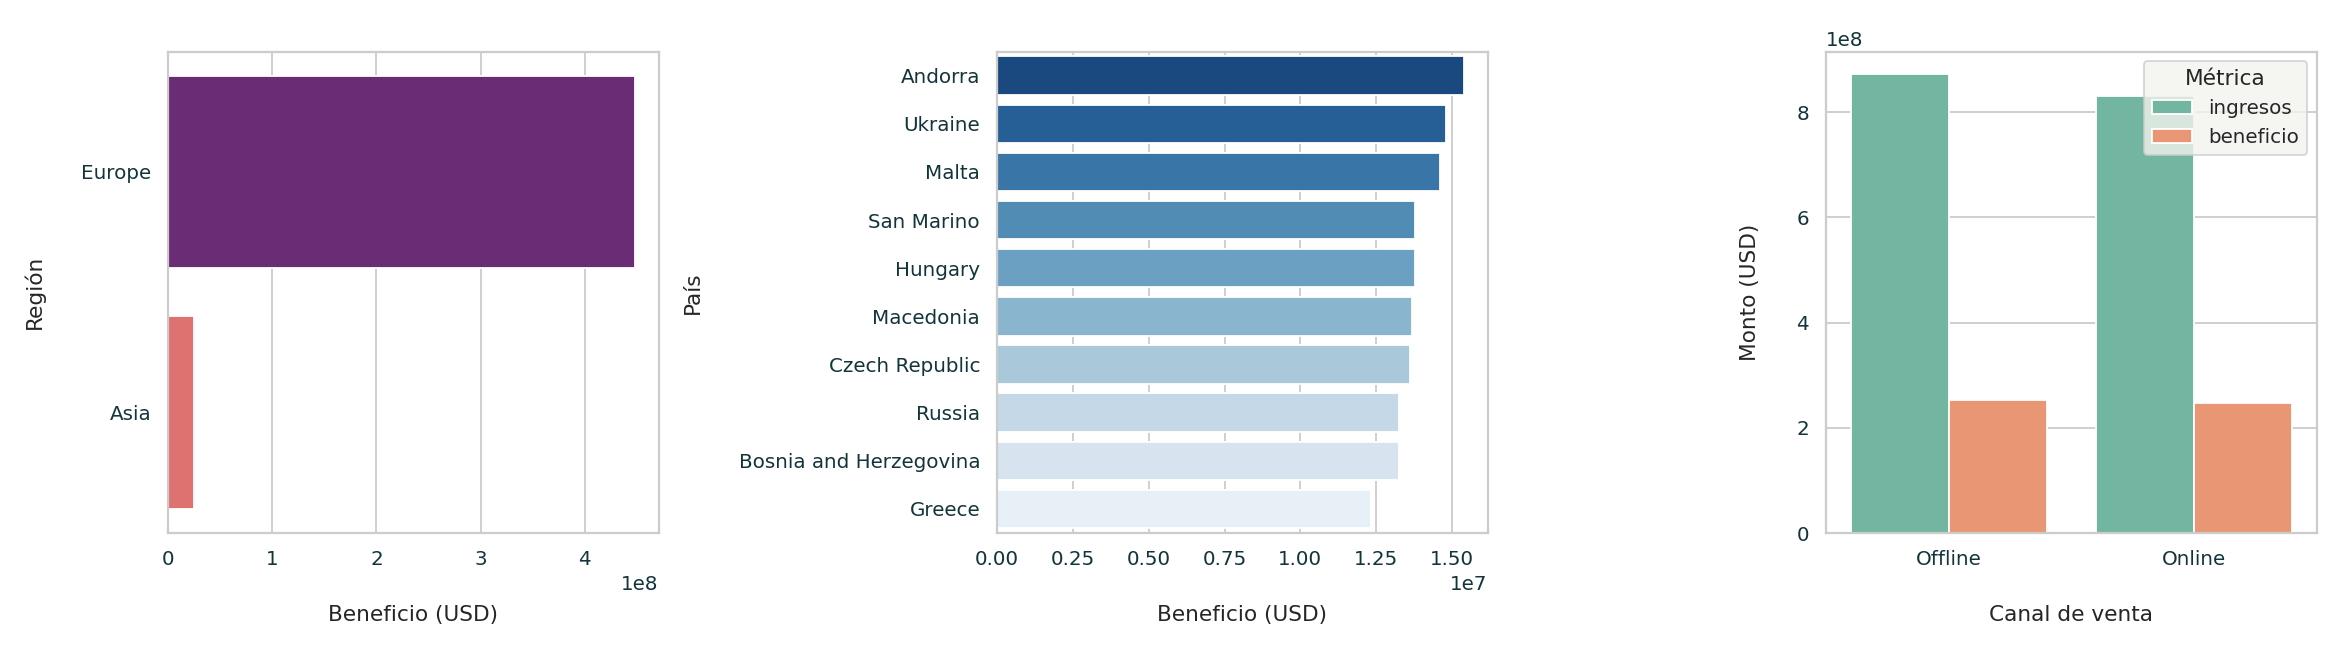 Región
Europe
Asia
0 1 2 3 4
1e8
Beneficio (USD)
País
Andorra
Ukraine
Malta
San Marino
Hungary
Macedonia
Czech Republic
Russia
Bosnia and Herzegovina
Greece
0.00 0.25 0.50 0.75 1.00 1.25 1.50
1e7
Beneficio (USD)
1e8
Monto (USD)
8
6
4
2
0
Métrica
ingresos
beneficio
Offline Online
Canal de venta